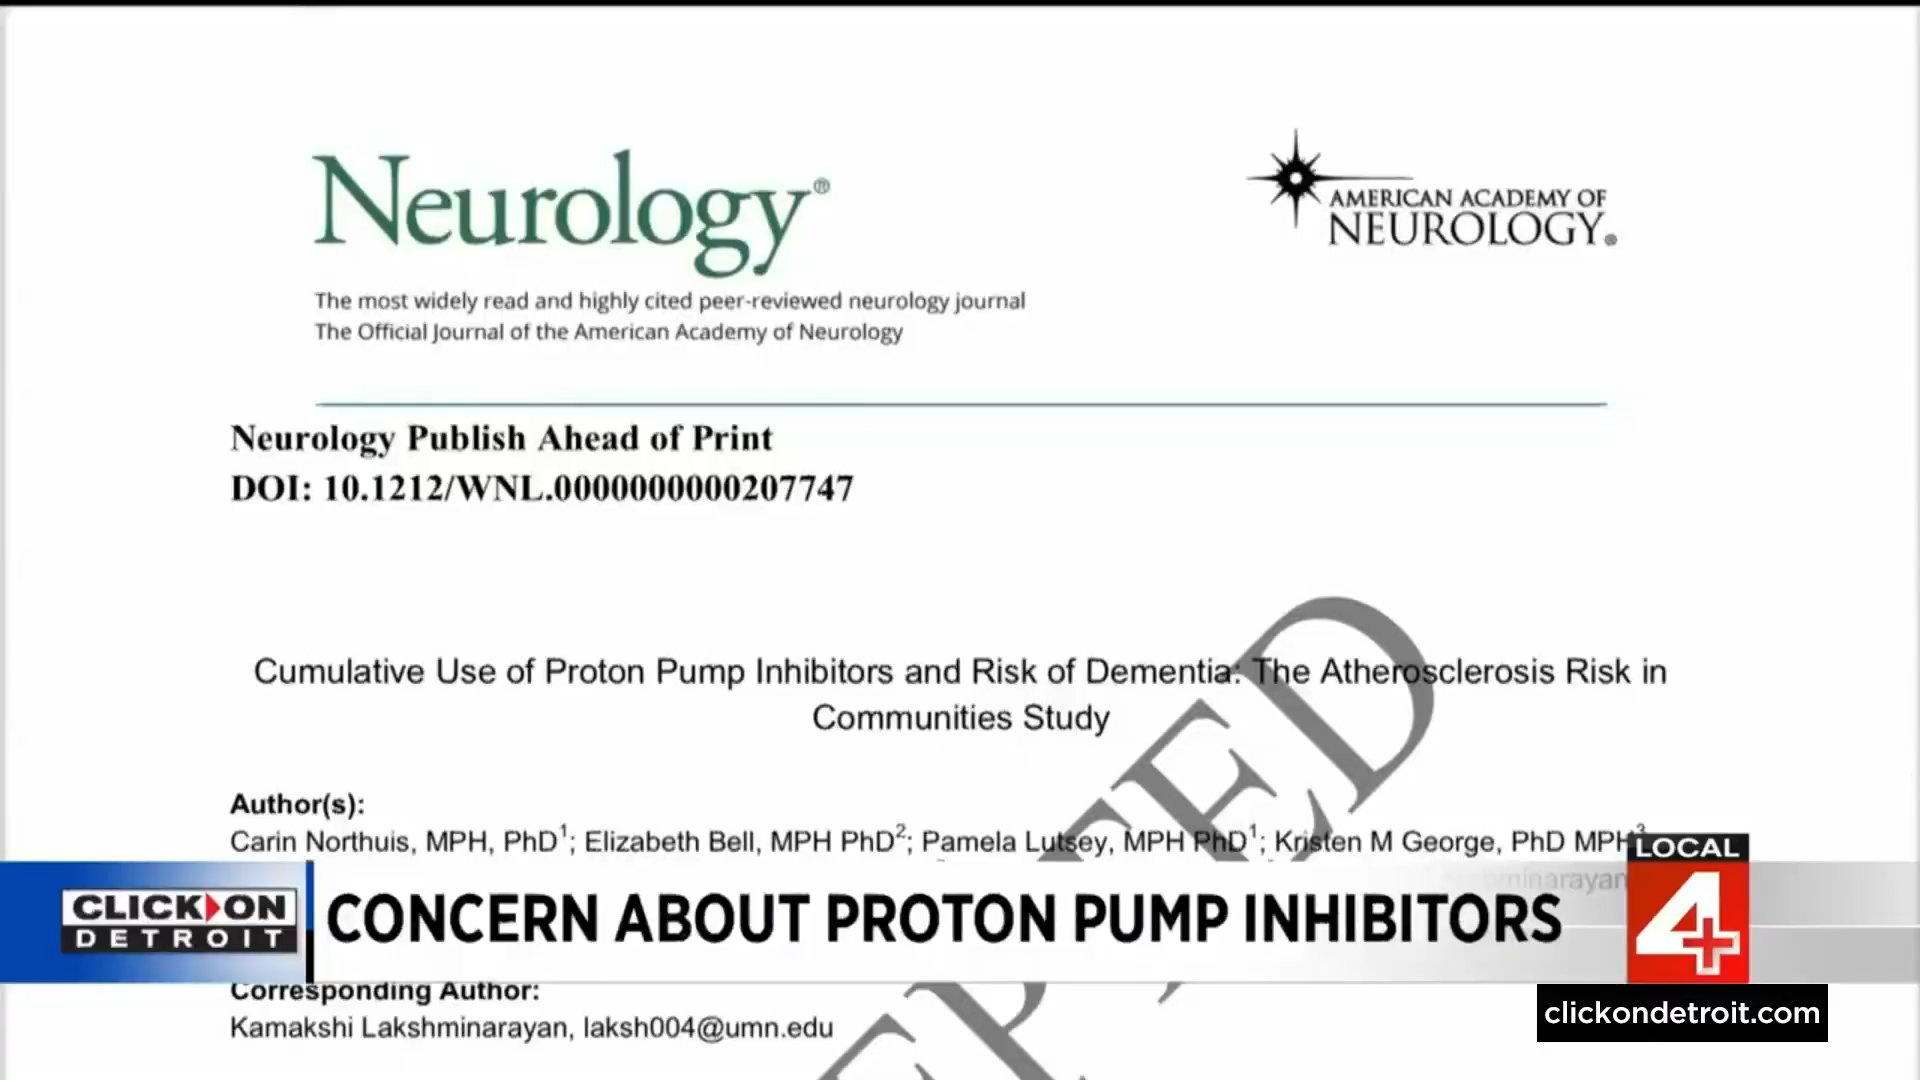 Neurology®
AMERICAN ACADEMY OF
NEUROLOGY®
The most widely read and highly cited peer-reviewed neurology journal
The Official Journal of the American Academy of Neurology
Neurology Publish Ahead of Print
DOI: 10.1212/WNL.0000000000207747
Cumulative Use of Proton Pump Inhibitors and Risk of Dementia: The Atherosclerosis Risk in
Communities Study
Author(s):
Carin Northuis, MPH, PhD1; Elizabeth Bell, MPH PhD2; Pamela Lutsey, MPH PhD1; Kristen M George, PhD MPH3
LOCAL
4
CLICK ON
DETROIT
CONCERN ABOUT PROTON PUMP INHIBITORS
Corresponding Author:
Kamakshi Lakshminarayan, laksh004@umn.edu
clickondetroit.com